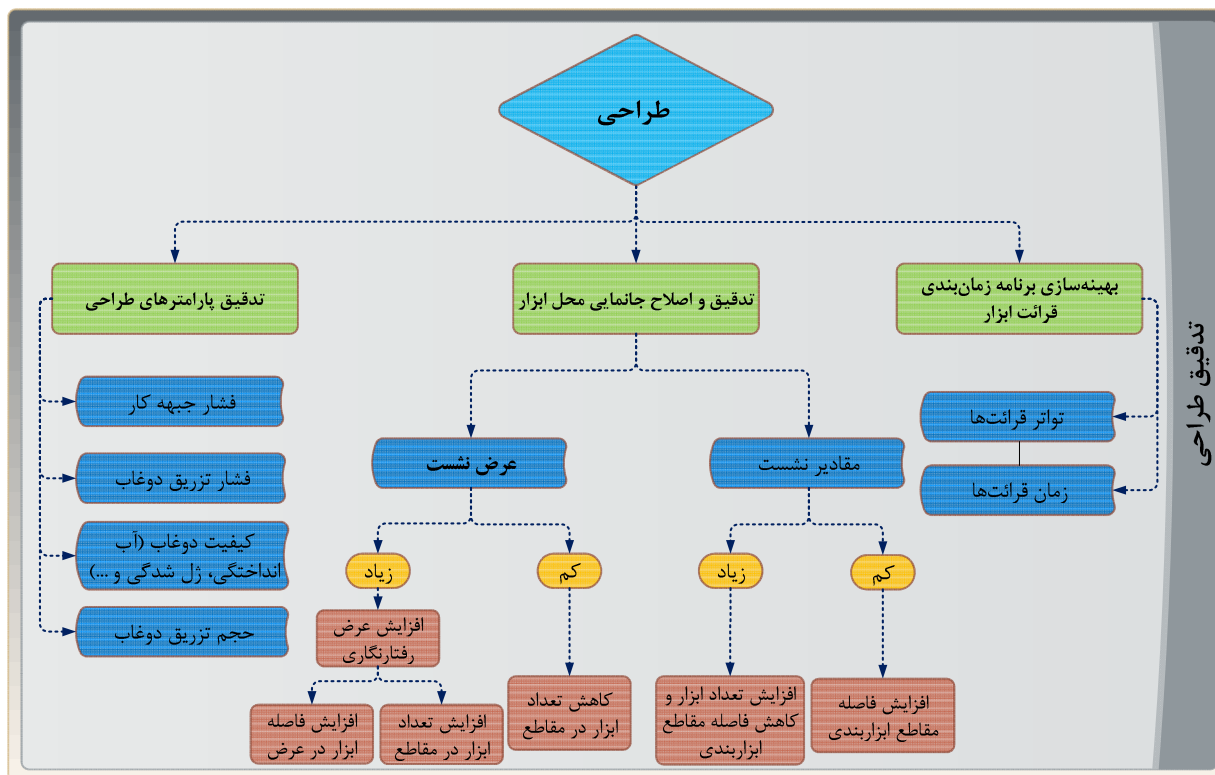 طراحی
تدقیق طراحی
بهینه‌سازی برنامه زمان‌بندی
قرائت ابزار
تدقیق و اصلاح جانمایی محل ابزار
تدقیق پارامترهای طراحی
تواتر قرائت‌ها
زمان قرائت‌ها
مقادیر نشست
عرض نشست
فشار جبهه کار
فشار تزریق دوغاب
کیفیت دوغاب (آب
انداختگی، ژل شدگی و ...)
حجم تزریق دوغاب
کم
زیاد
کم
زیاد
افزایش فاصله
مقاطع ابزاربندی
افزایش تعداد ابزار و
کاهش فاصله مقاطع
ابزاربندی
کاهش تعداد
ابزار در مقاطع
افزایش عرض
رفتارنگاری
افزایش تعداد
ابزار در مقاطع
افزایش فاصله
ابزار در عرض